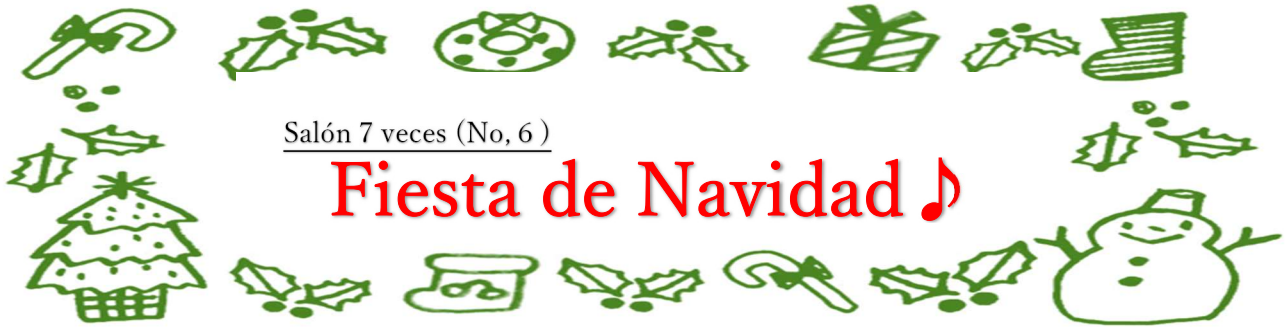 Salón 7 veces (No, 6 )
Fiesta de Navidad♪